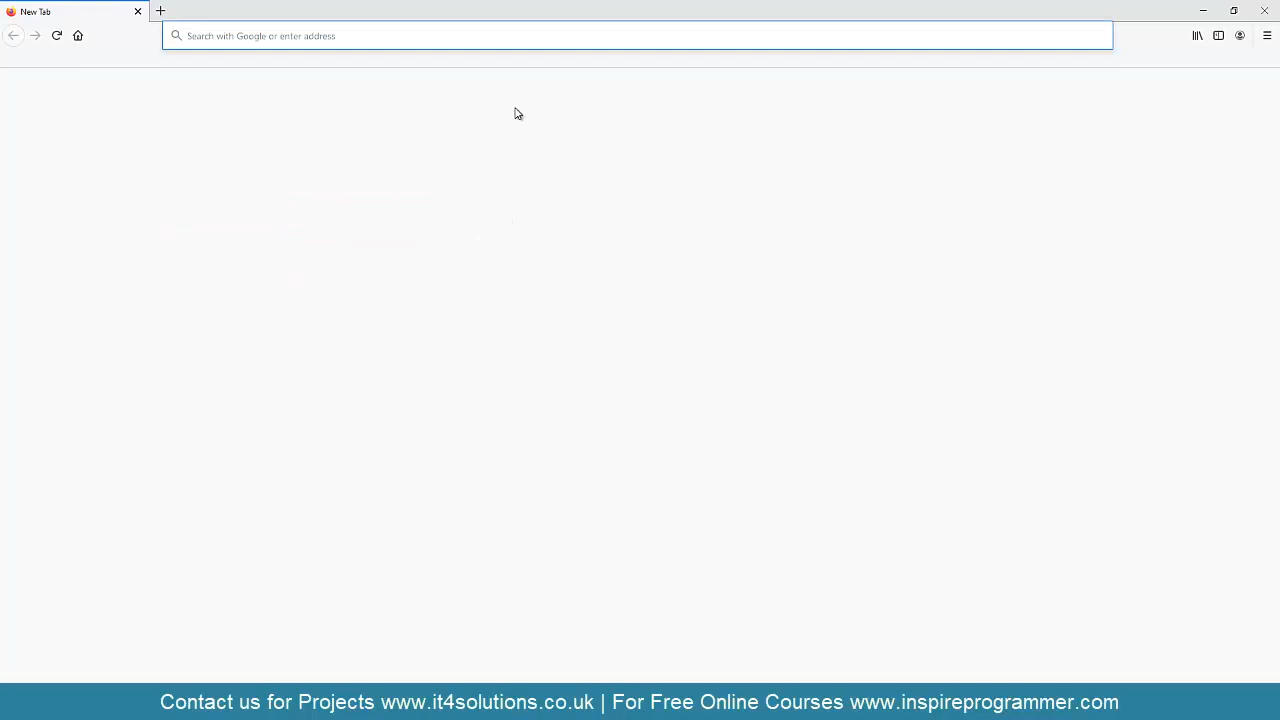 New Tab
Search with Google or enter address
Contact us for Projects www.it4solutions.co.uk | For Free Online Courses www.inspireprogrammer.com